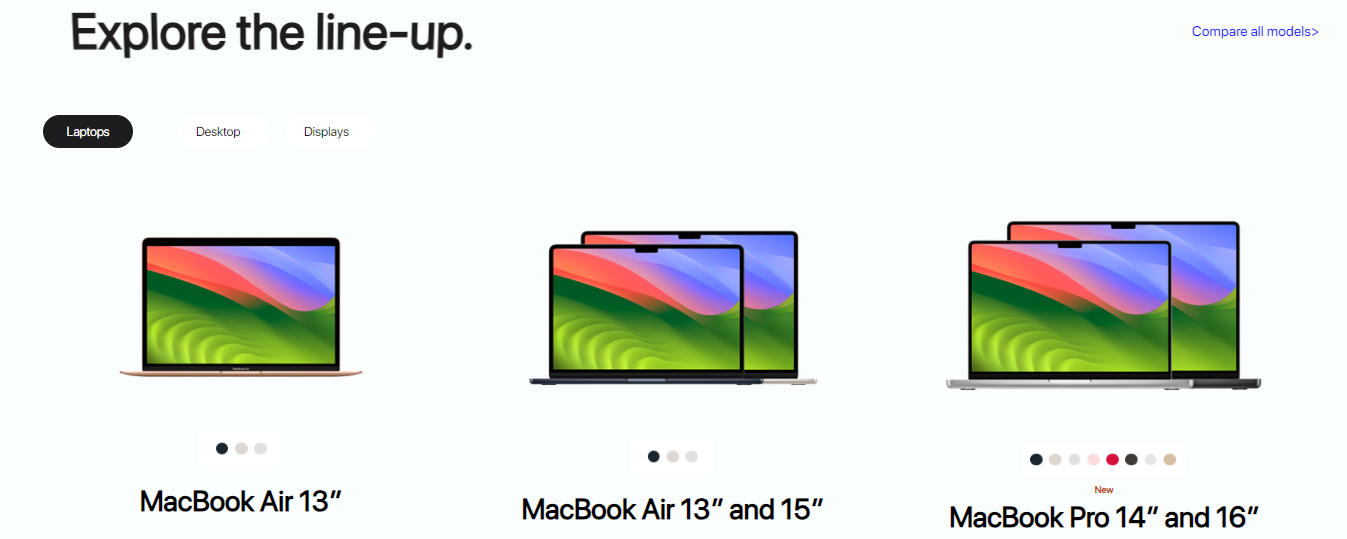 Explore the line-up.
Compare all models>
Laptops
Desktop
Displays
MacBook Air 13″
MacBook Air 13″ and 15″
New
MacBook Pro 14″ and 16″